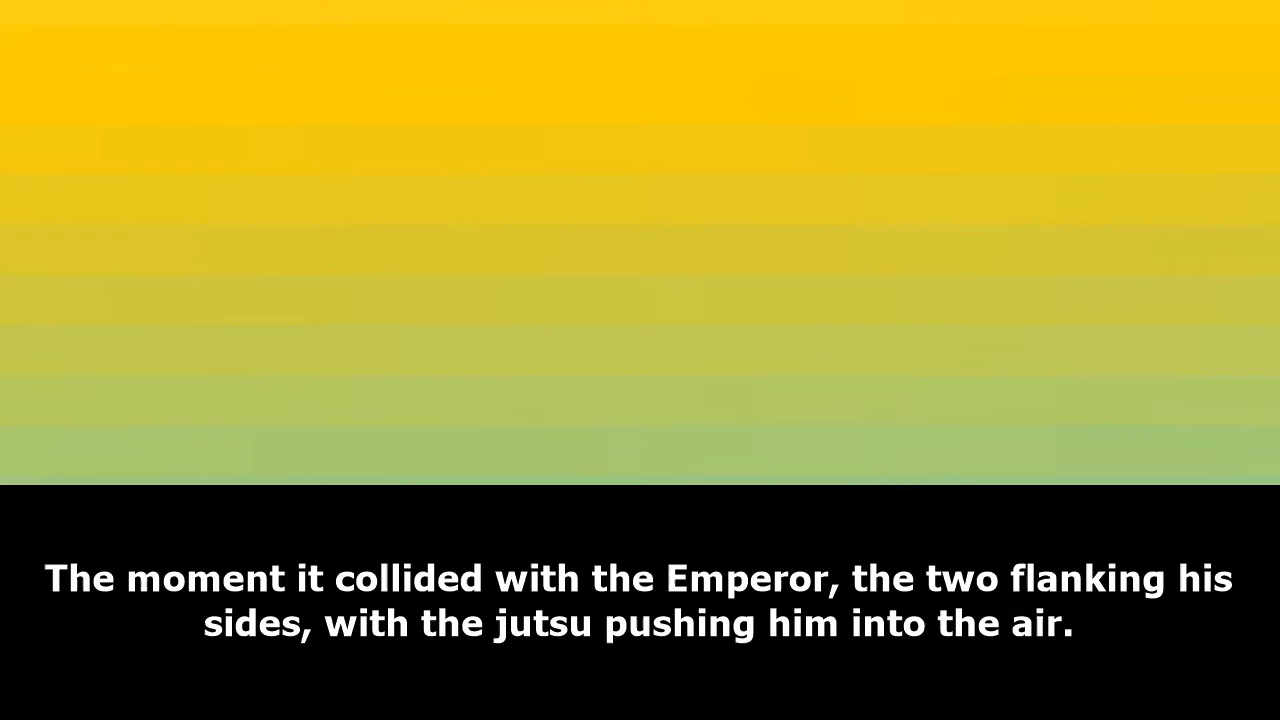 The moment it collided with the Emperor, the two flanking his
sides, with the jutsu pushing him into the air.